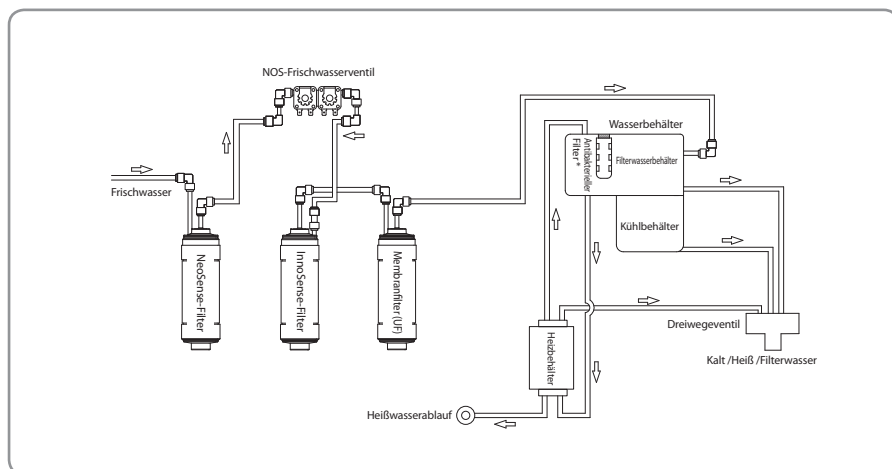 NOS-Frischwasserventil
Frischwasser
NeoSense-Filter
InnoSense-Filter
Membranfilter (UF)
Wasserbehälter
Antibakterieller
Filter*
Filterwasserbehälter
Kühlbehälter
Dreiwegeventil
Kalt /Heiß /Filterwasser
Heizbehälter
Heißwasserablauf